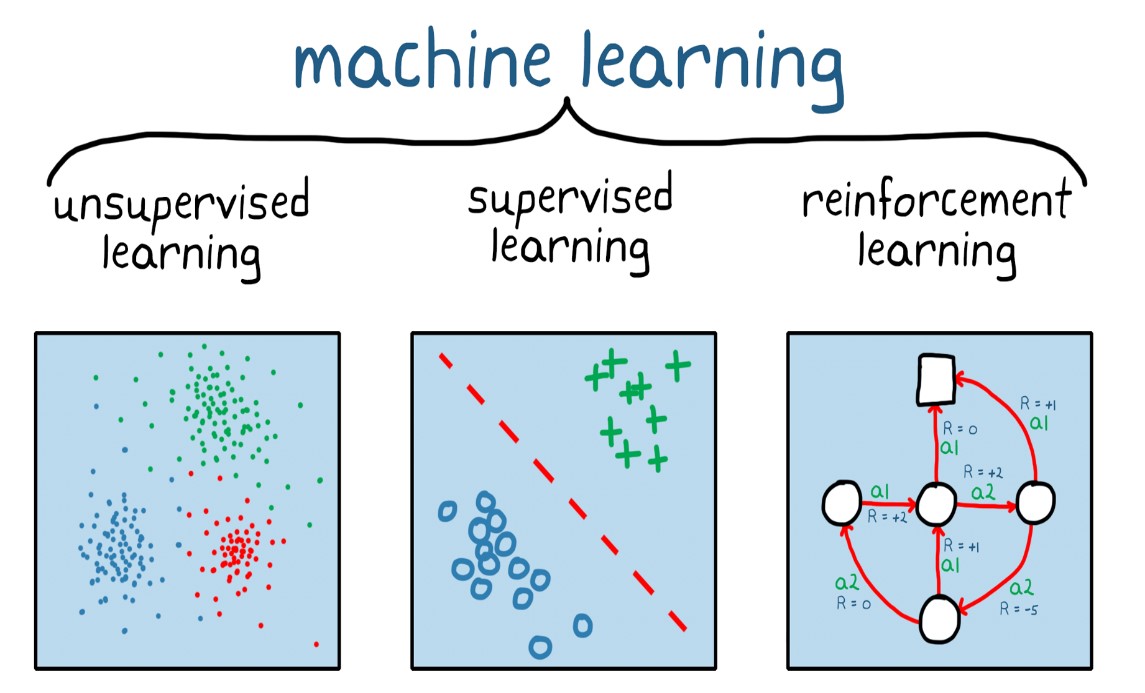 machine learning
unsupervised
learning
supervised
learning
reinforcement
learning
R = +1
a1
R = 0
a1
R = +2
a2
a1
R = +2
R = +1
a1
a2
R = 0
a2
R = -5